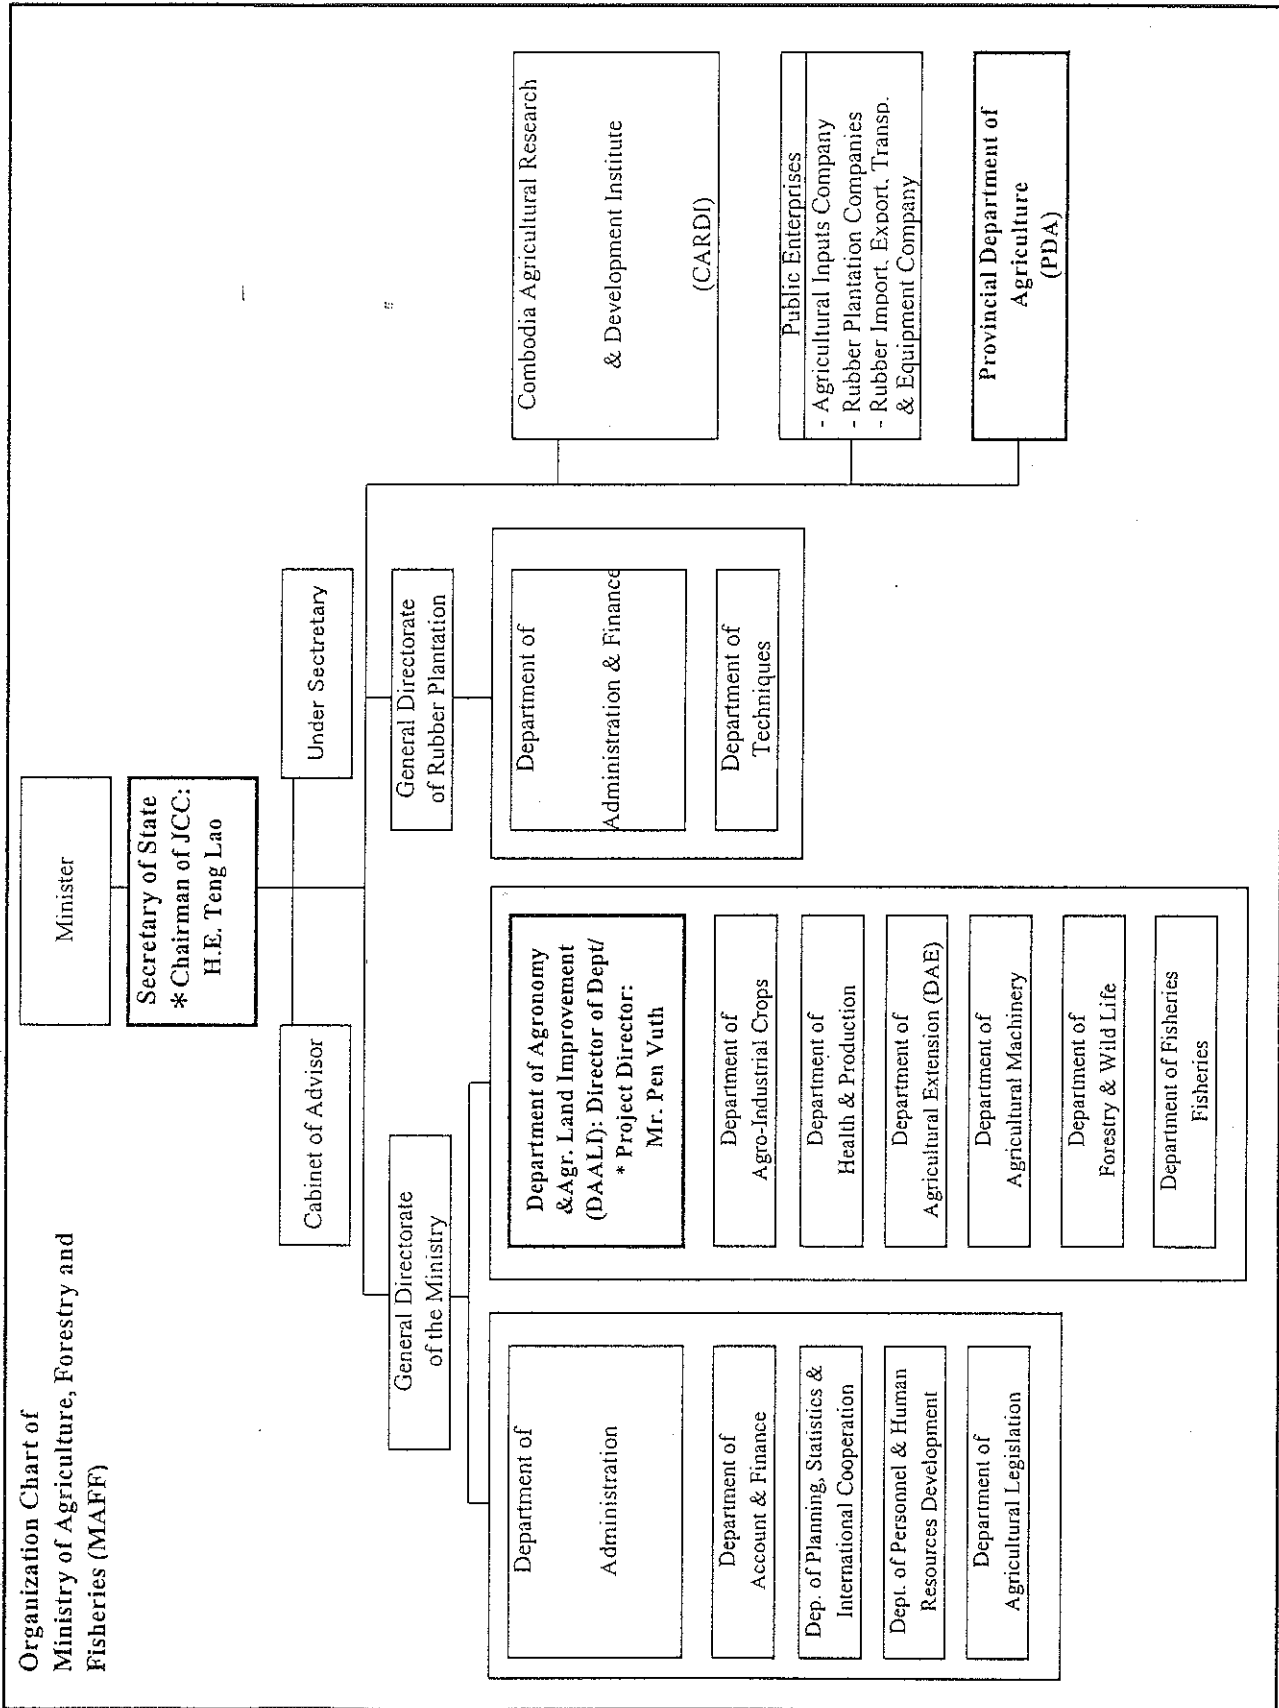 Organization Chart of
Ministry of Agriculture, Forestry and
Fisheries (MAFF)
Minister
Secretary of State
* Chairman of JCC:
H.E. Teng Lao
Cabinet of Advisor
Under Sectretary
General Directorate
of the Ministry
General Directorate
of Rubber Plantation
Department of
Administration
Department of
Account & Finance
Dep. of Planning, Statistics &
International Cooperation
Dept. of Personnel & Human
Resources Development
Department of
Agricultural Legislation
Department of Agronomy
&Agr. Land Improvement
(DAALI): Director of Dept/
* Project Director:
Mr. Pen Vuth
Department of
Agro-Industrial Crops
Department of
Health & Production
Department of
Agricultural Extension (DAE)
Department of
Agricultural Machinery
Department of
Forestry & Wild Life
Department of Fisheries
Fisheries
Department of
Administration & Finance
Department of
Techniques
Combodia Agricultural Research
& Development Institute
(CARDI)
Public Enterprises
- Agricultural Inputs Company
- Rubber Plantation Companies
- Rubber Import, Export, Transp.
& Equipment Company
Provincial Department of
Agriculture
(PDA)